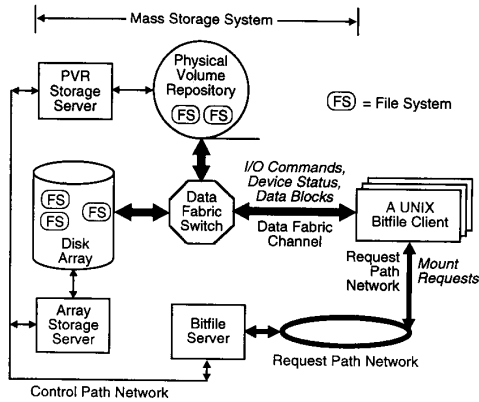 Mass Storage System
PVR
Storage
Server
Physical
Volume
Repository
FS FS
FS = File System
I/O Commands,
Device Status,
Data Blocks
FS
FS
FS
Disk
Array
Data
Fabric
Switch
Data Fabric
Channel
A UNIX
Bitfile Client
Request
Path
Network
Mount
Requests
Array
Storage
Server
Bitfile
Server
Request Path Network
Control Path Network